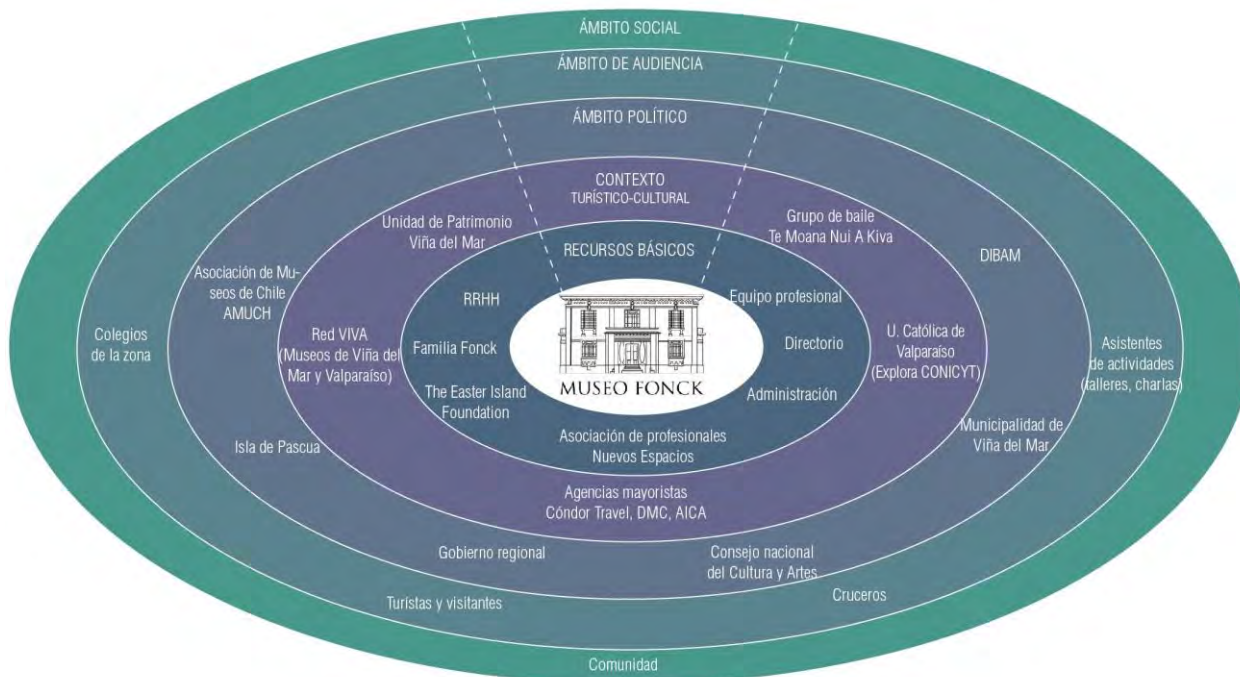 ÁMBITO SOCIAL
ÁMBITO DE AUDIENCIA
ÁMBITO POLÍTICO
CONTEXTO
TURÍSTICO-CULTURAL
RECURSOS BÁSICOS
Unidad de Patrimonio
Viña del Mar
Grupo de baile
Te Moana Nui A Kiva
Asociación de Mu-
seos de Chile
AMUCH
DIBAM
RRHH
Equipo profesional
Colegios
de la zona
Red VIVA
(Museos de Viña del
Mar y Valparaíso)
Familia Fonck
MUSEO FONCK
Directorio
U. Católica de
Valparaíso
(Explora CONICYT)
Asistentes
de actividades
(talleres, charlas)
The Easter Island
Foundation
Administración
Isla de Pascua
Asociación de profesionales
Nuevos Espacios
Municipalidad de
Viña del Mar
Agencias mayoristas
Cóndor Travel, DMC, AICA
Gobierno regional
Consejo nacional
del Cultura y Artes
Turístas y visitantes
Cruceros
Comunidad